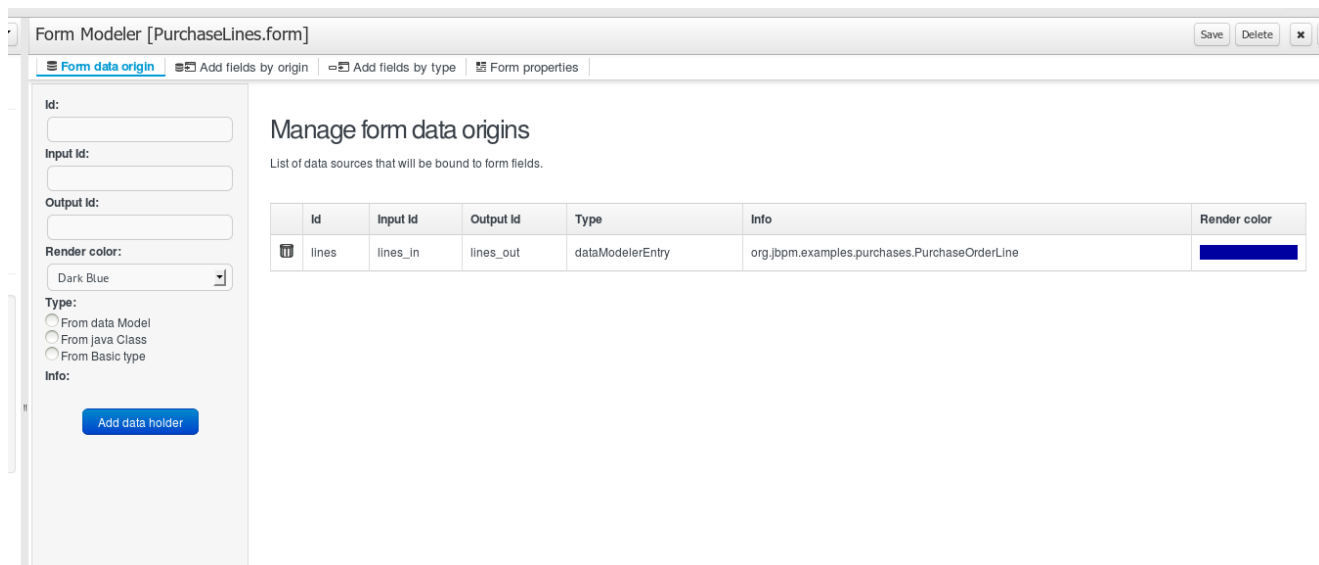 Form Modeler [PurchaseLines.form]
Save Delete
Form data origin Add fields by origin Add fields by type Form properties
Id:
Input Id:
Output Id:
Render color:
Dark Blue
Type:
From data Model
From java Class
From Basic type
Info:
Add data holder
Manage form data origins
List of data sources that will be bound to form fields.
Id Input Id Output Id Type Info Render color
lines lines_in lines_out dataModelerEntry org.jbpm.examples.purchases.PurchaseOrderLine